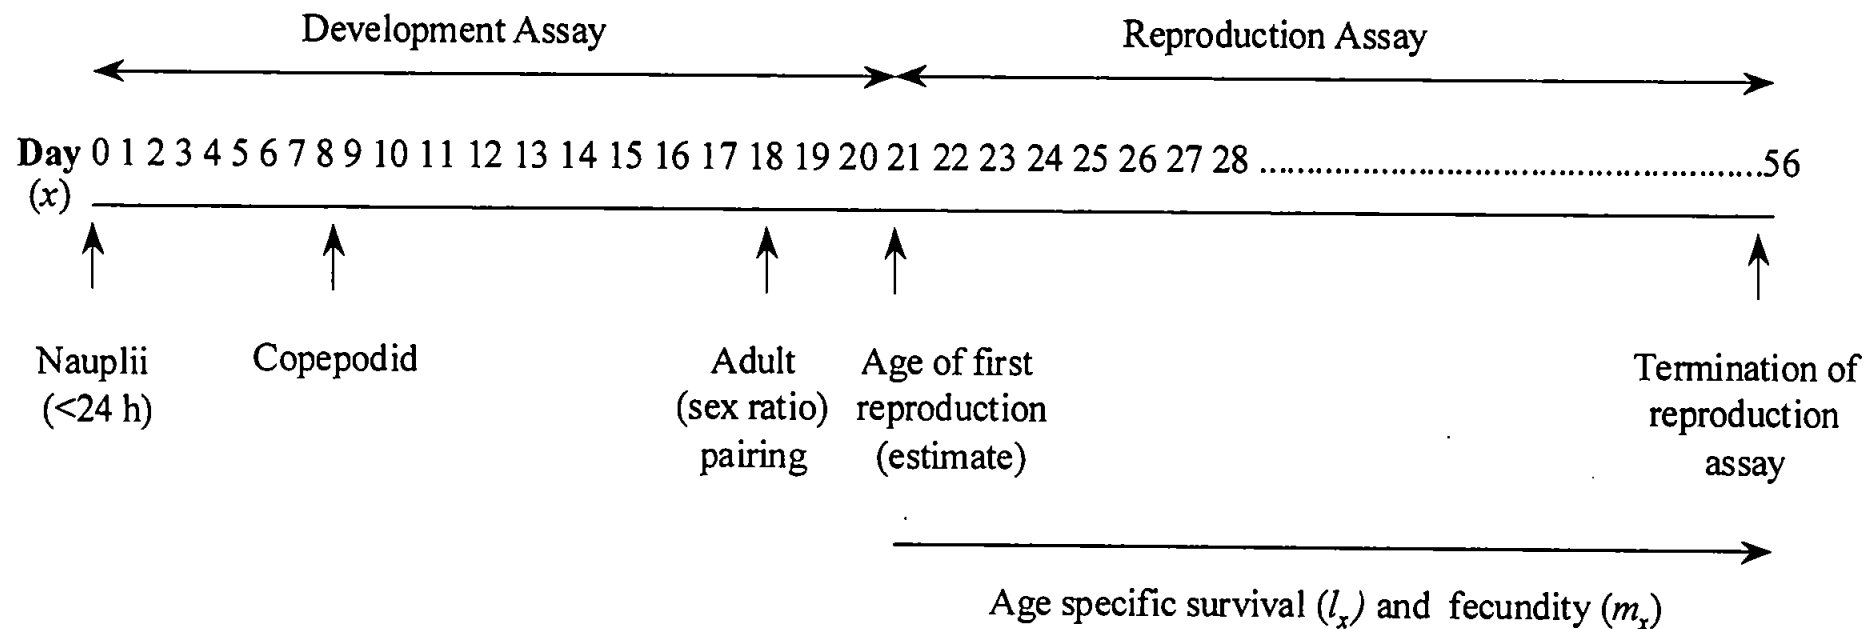 Development Assay
Reproduction Assay
Day 0 1 2 3 4 5 6 7 8 9 10 11 12 13 14 15 16 17 18 19 20 21 22 23 24 25 26 27 28 ........................................................56
(x)
Nauplii
(<24 h)
Copepodid
Adult
(sex ratio)
pairing
Age of first
reproduction
(estimate)
Termination of
reproduction
assay
Age specific survival (lₓ) and fecundity (mₓ)